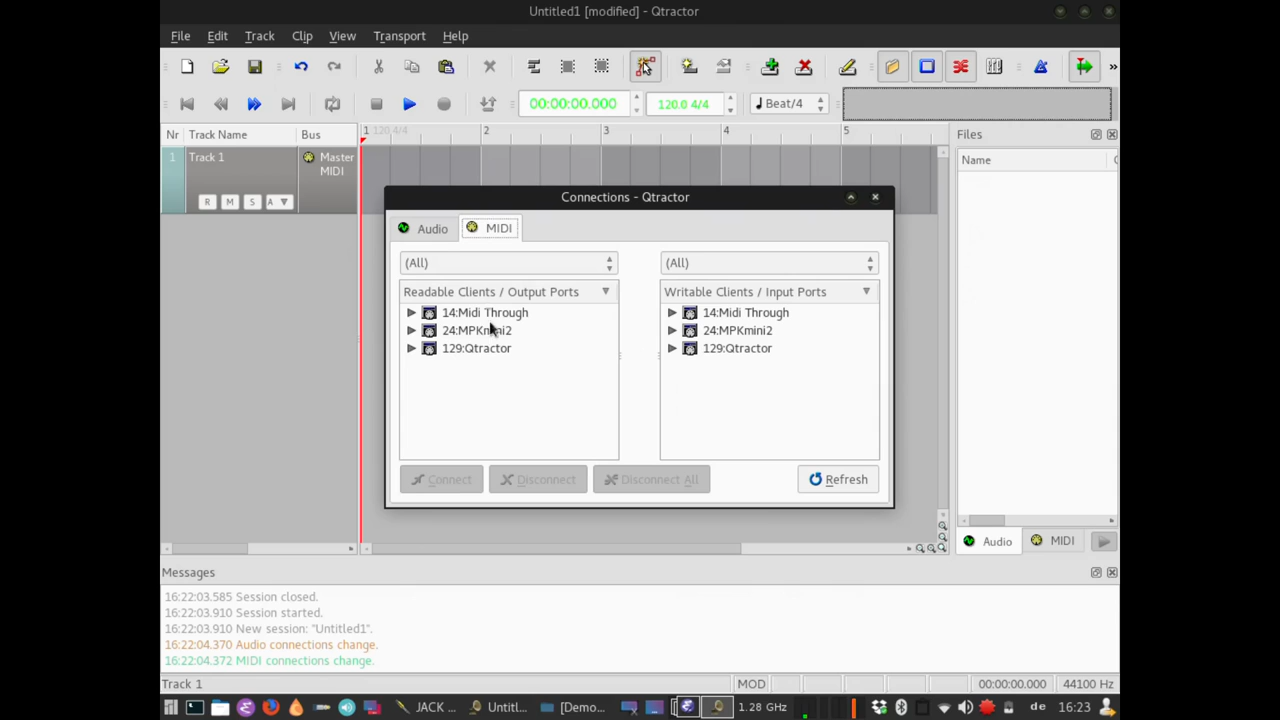 Untitled1 [modified] - Qtractor
File Edit Track Clip View Transport Help
»
00:00:00.000 120.0 4/4 Beat/4
Nr Track Name Bus
1 120 4/4 2 3 4 5
Files
1 Track 1 Master
MIDI
R M S A
Name
Connections - Qtractor
Audio MIDI
(All) (All)
Readable Clients / Output Ports Writable Clients / Input Ports
14:Midi Through 14:Midi Through
24:MPKmini2 24:MPKmini2
129:Qtractor 129:Qtractor
Connect Disconnect Disconnect All Refresh
Audio MIDI
Messages
16:22:03.585 Session closed.
16:22:03.910 Session started.
16:22:03.910 New session: "Untitled1".
16:22:04.370 Audio connections change.
16:22:04.372 MIDI connections change.
Track 1 MOD 00:00:00.000 44100 Hz
JACK ... Untitl... [Demo... 1.28 GHz de 16:23